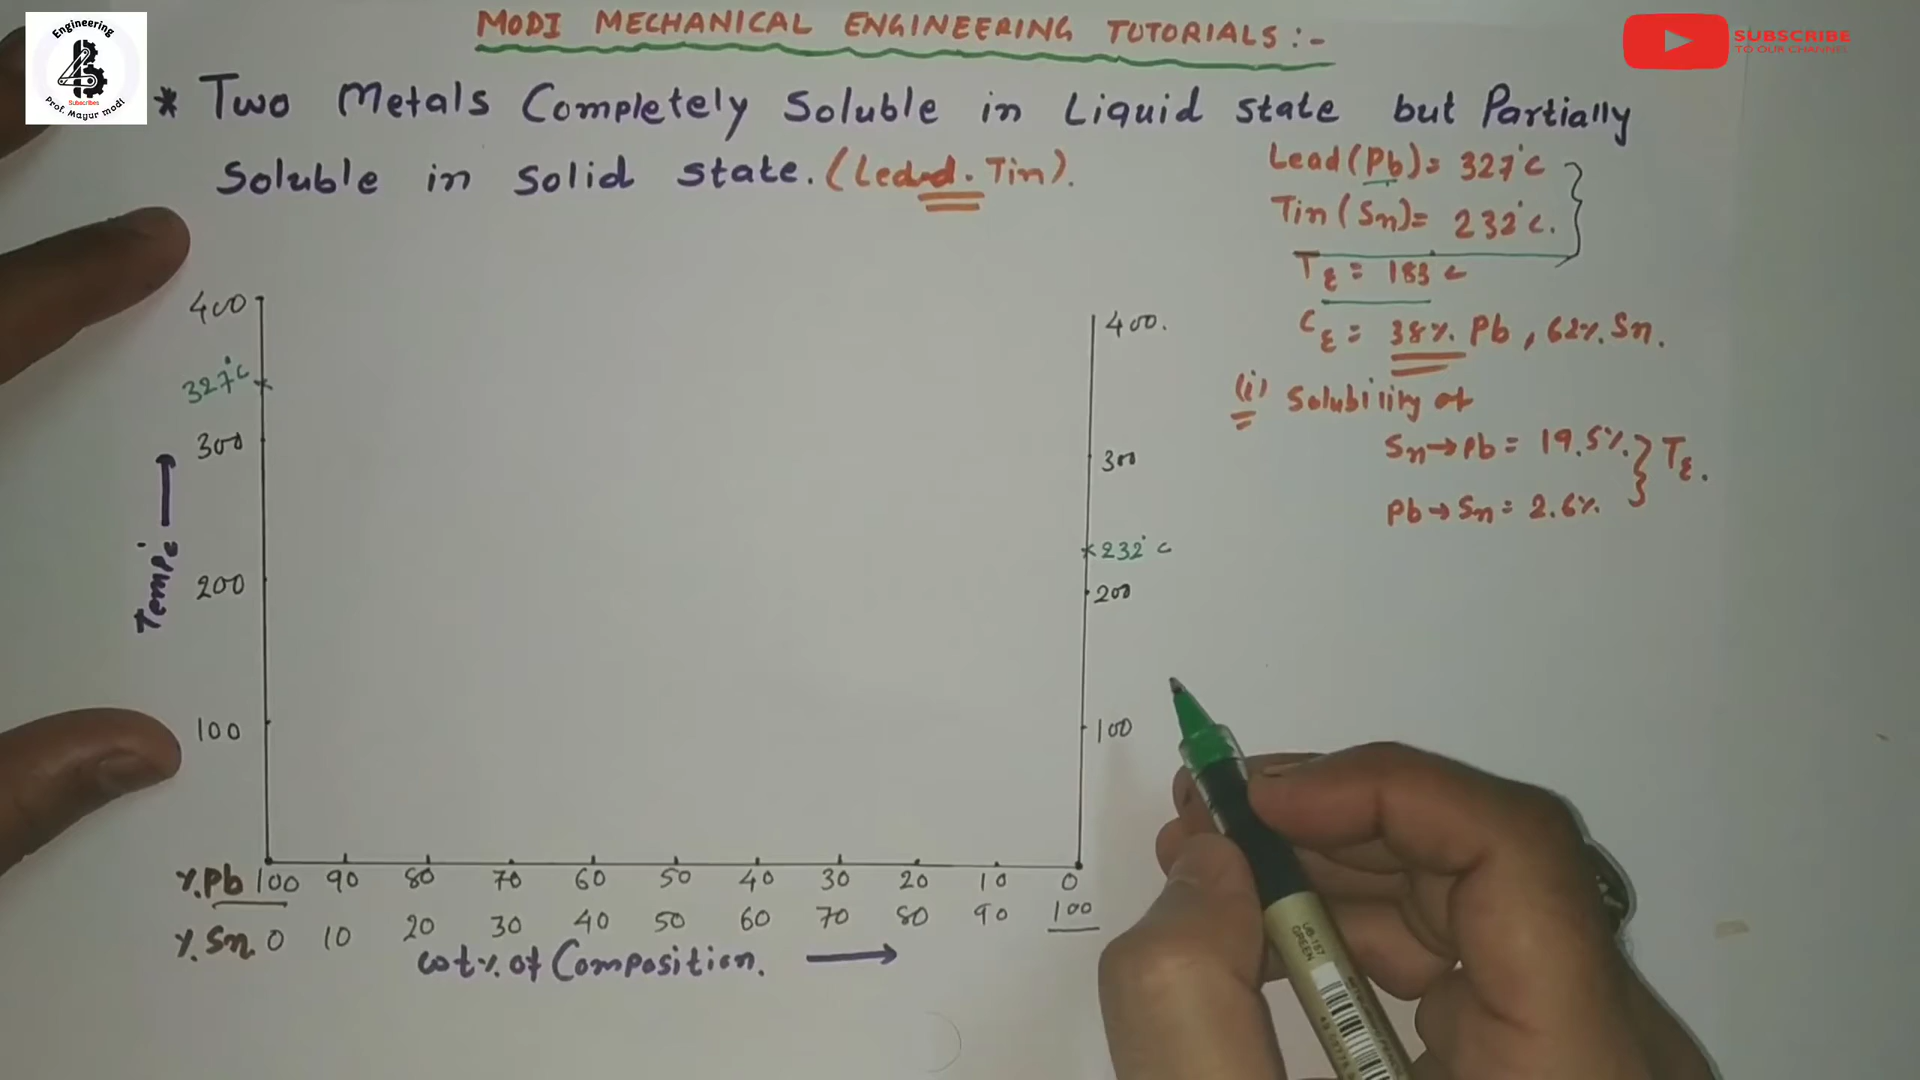 MODI MECHANICAL ENGINEERING TUTORIALS:-
SUBSCRIBE
TO OUR CHANNEL
Engineering
Subscribes
Prof. Mayur modi
* Two Metals Completely Soluble in Liquid state but Partially
Soluble in solid state. (Lead. Tin).
Lead (Pb) = 327°C
Tin (Sn) = 232°C.
TE = 183 C
CE = 38%. Pb, 62%. Sn.
(i) Solubility of
Sn→Pb = 19.5%. } TE.
Pb→Sn = 2.6%.
400
327°C
300
200
100
Temp.
400.
300
232°C
200
100
%.Pb 100 90 80 70 60 50 40 30 20 10 0
%.Sn 0 10 20 30 40 50 60 70 80 90 100
wt%. of Composition. →
UB-157
GREEN